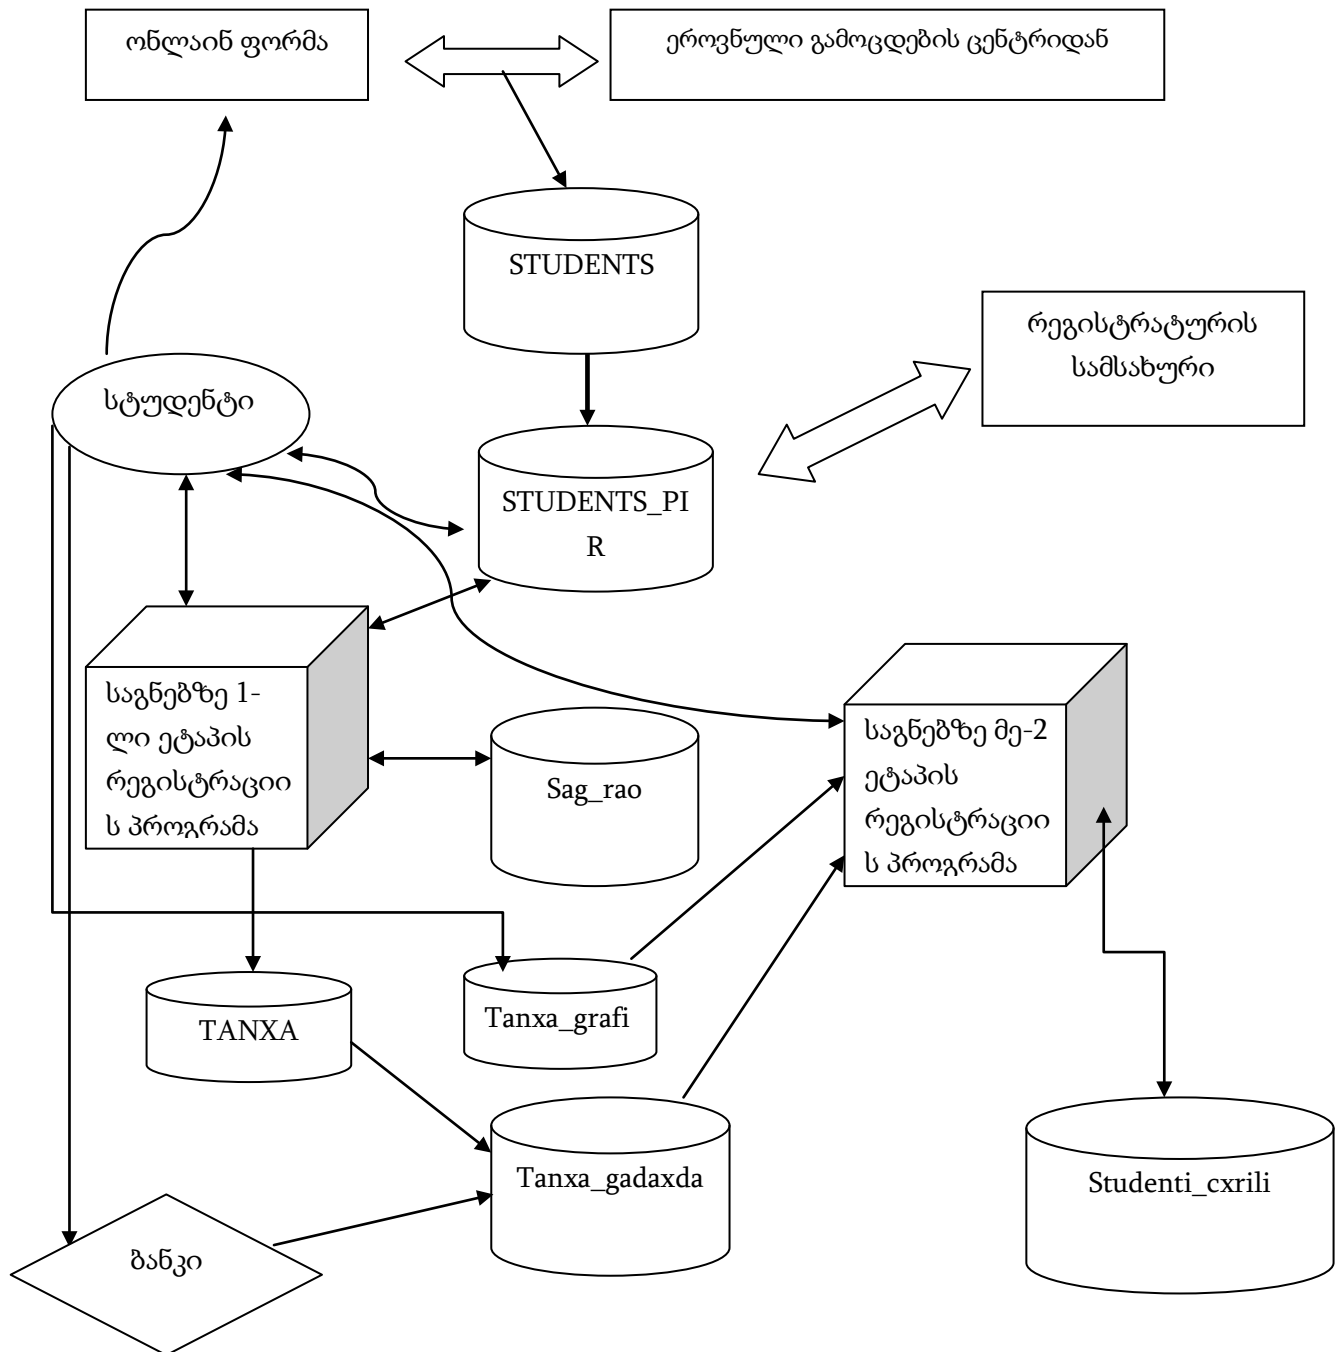 ონლაინ ფორმა
ეროვნული გამოცდების ცენტრიდან
STUDENTS
რეგისტრატურის
სამსახური
სტუდენტი
STUDENTS_PI
R
საგნებზე 1-
ლი ეტაპის
რეგისტრაციი
ს პროგრამა
Sag_rao
საგნებზე მე-2
ეტაპის
რეგისტრაციი
ს პროგრამა
TANXA
Tanxa_grafi
Tanxa_gadaxda
Studenti_cxrili
ბანკი